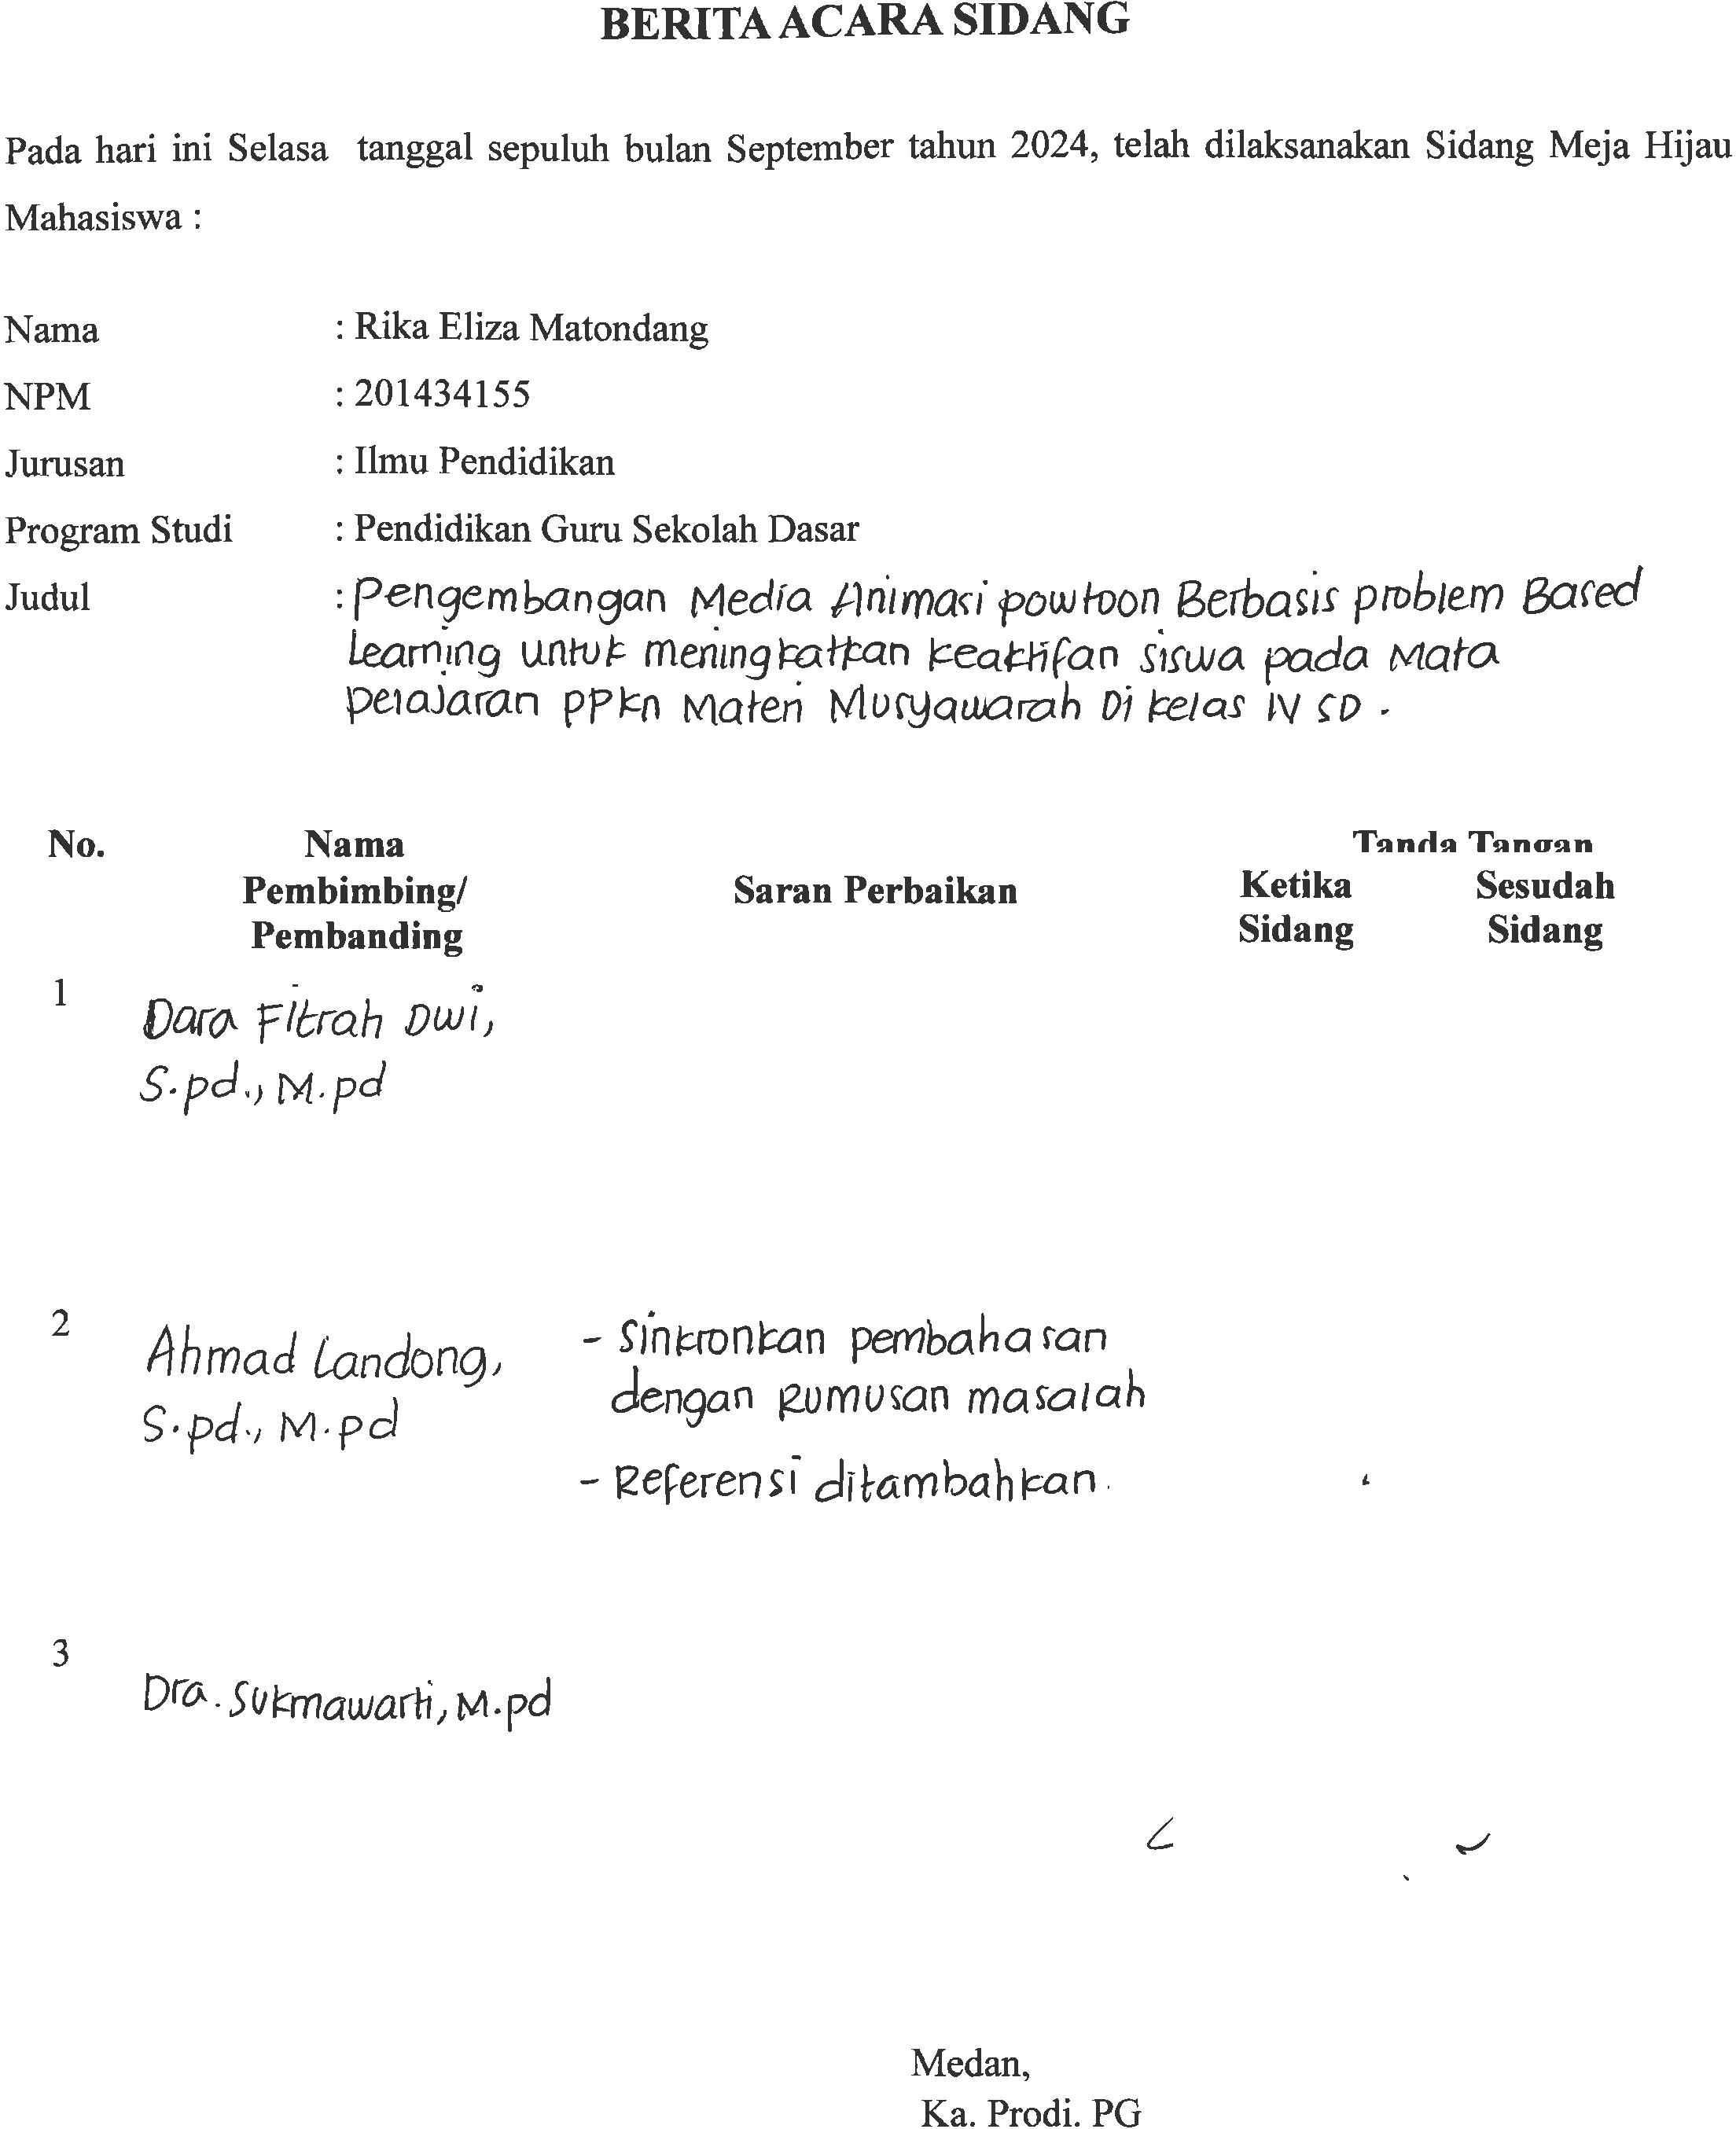 BERITA ACARA SIDANG
Pada hari ini Selasa tanggal sepuluh bulan September tahun 2024, telah dilaksanakan Sidang Meja Hijau
Mahasiswa :
Nama : Rika Eliza Matondang
NPM : 201434155
Jurusan : Ilmu Pendidikan
Program Studi : Pendidikan Guru Sekolah Dasar
Judul : Pengembangan Media Animasi powtoon Berbasis problem Based
Learning untuk meningkatkan keaktifan siswa pada Mata
pelajaran ppkn Materi Musyawarah Di kelas IV SD.
No. Nama Tanda Tangan
Pembimbing/ Saran Perbaikan Ketika Sesudah
Pembanding Sidang Sidang
1 Dara Fitrah Dwi,
S.pd., M.pd
2 Ahmad Landong, - Sinkronkan pembahasan
S.pd., M.pd dengan Rumusan masalah
- Referensi ditambahkan.
3 Dra. Sukmawarti, M.pd
Medan,
Ka. Prodi. PG